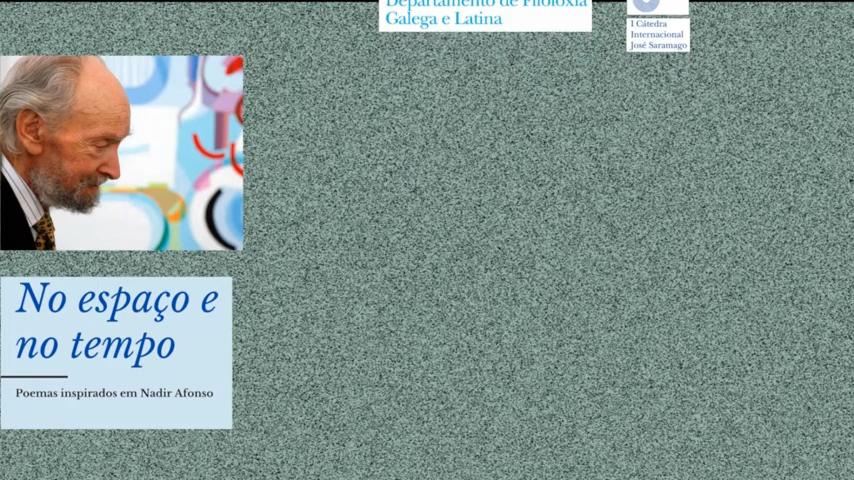 Departamento de Filoloxía
Galega e Latina
I Cátedra
Internacional
José Saramago
No espaço e
no tempo
Poemas inspirados em Nadir Afonso